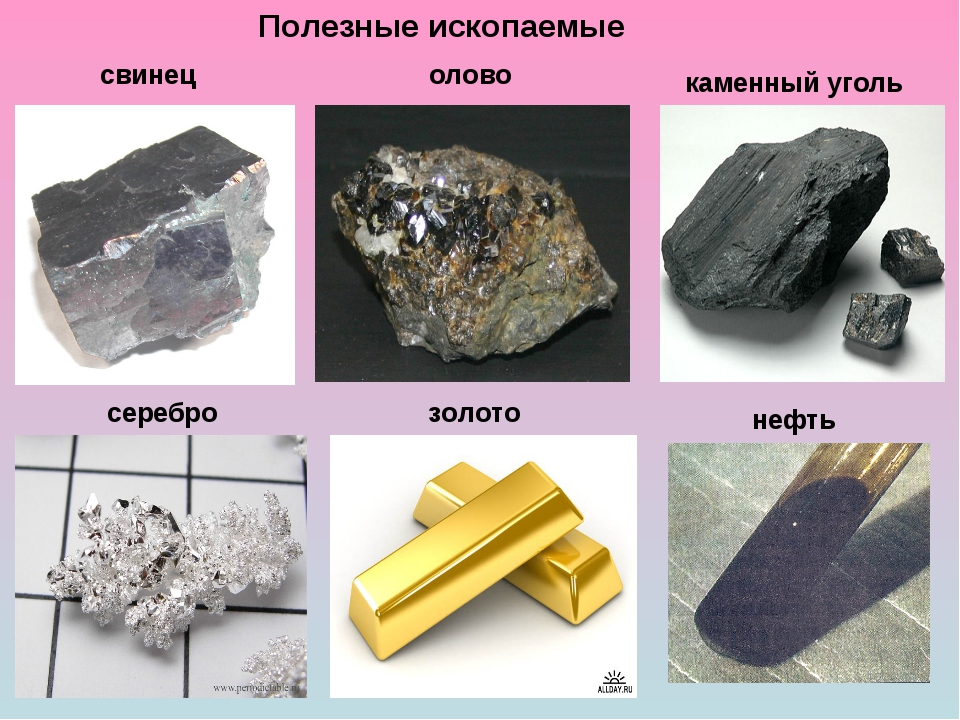 Полезные ископаемые
свинец
олово
каменный уголь
серебро
золото
нефть
www.periodictable.ru
ALLDAY.RU